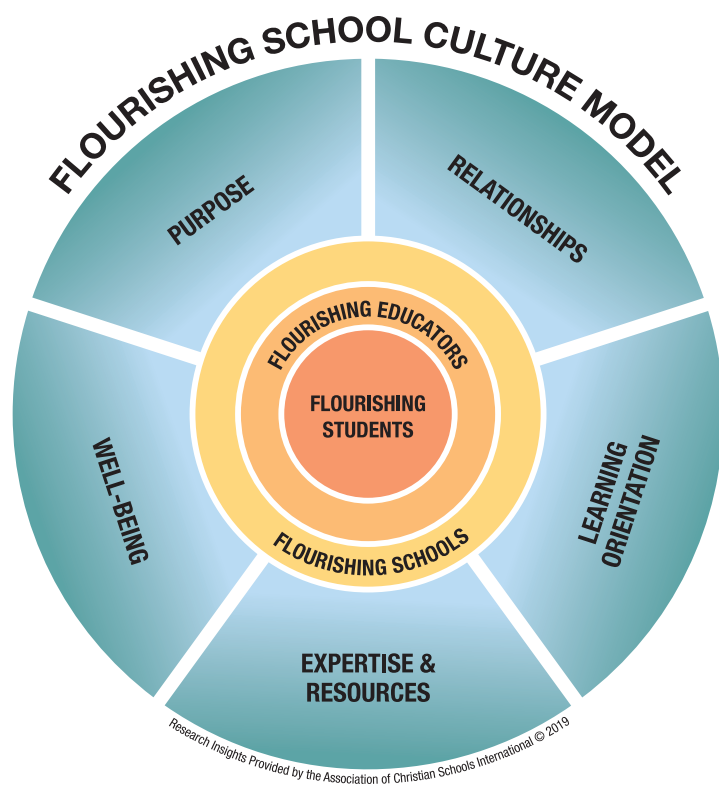 FLOURISHING SCHOOL CULTURE MODEL
PURPOSE
RELATIONSHIPS
FLOURISHING EDUCATORS
FLOURISHING
STUDENTS
WELL-BEING
LEARNING
ORIENTATION
FLOURISHING SCHOOLS
EXPERTISE &
RESOURCES
Research Insights Provided by the Association of Christian Schools International © 2019